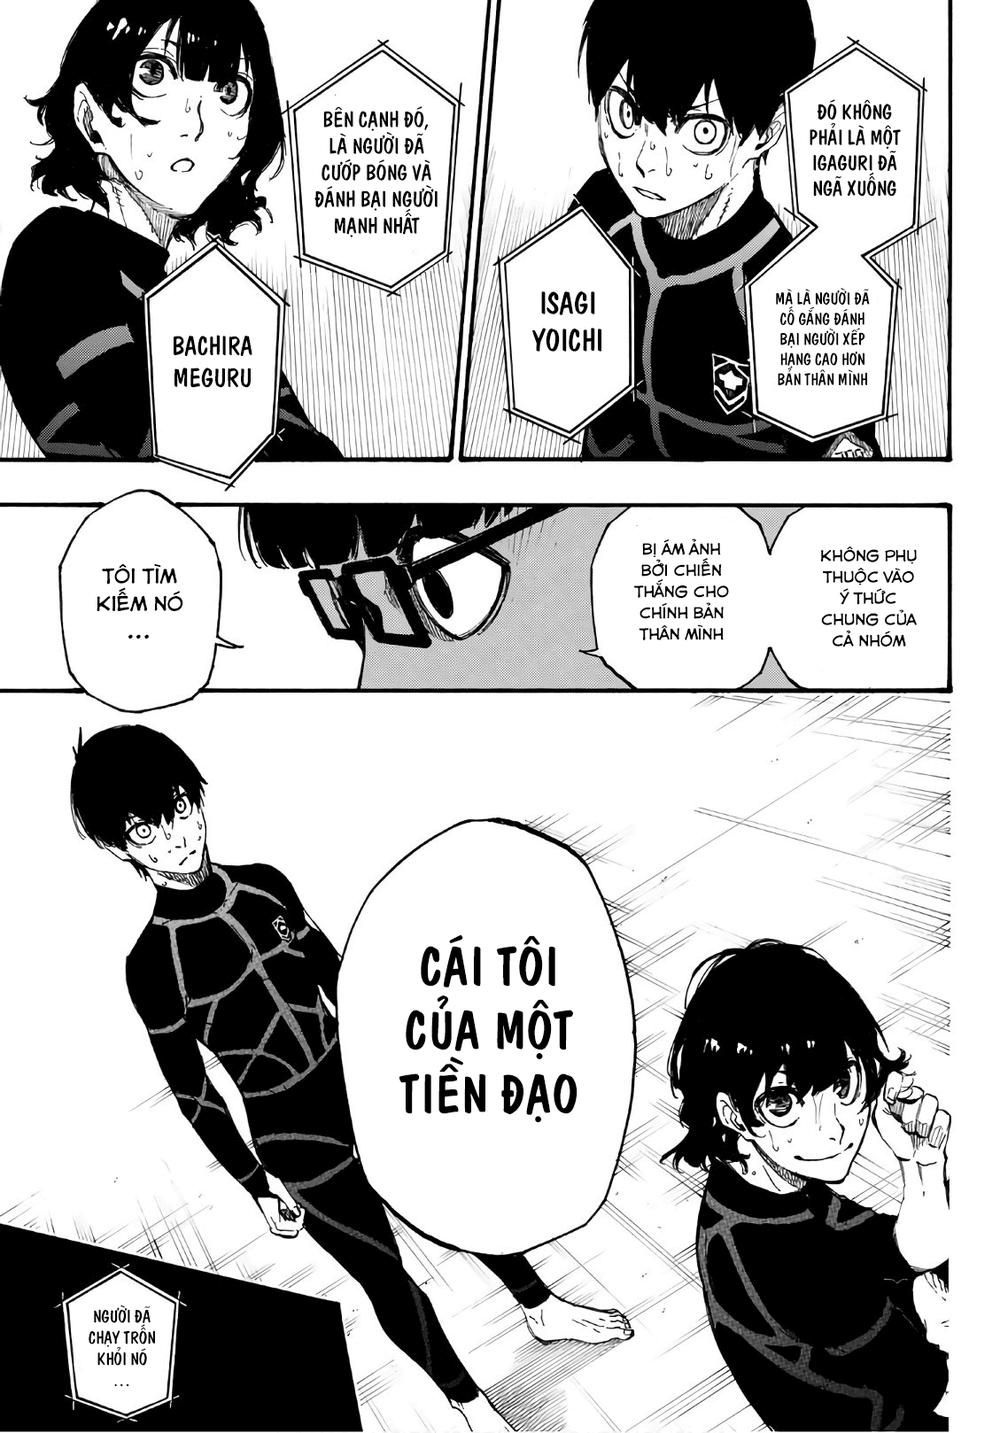 ĐÓ KHÔNG
PHẢI LÀ MỘT
IGAGURI ĐÃ
NGÃ XUỐNG
MÀ LÀ NGƯỜI ĐÃ
CỐ GẮNG ĐÁNH
BẠI NGƯỜI XẾP
HẠNG CAO HƠN
BẢN THÂN MÌNH
ISAGI
YOICHI
BÊN CẠNH ĐÓ,
LÀ NGƯỜI ĐÃ
CƯỚP BÓNG VÀ
ĐÁNH BẠI NGƯỜI
MẠNH NHẤT
BACHIRA
MEGURU
KHÔNG PHỤ
THUỘC VÀO
Ý THỨC
CHUNG CỦA
CẢ NHÓM
BỊ ÁM ẢNH
BỞI CHIẾN
THẮNG CHO
CHÍNH BẢN
THÂN MÌNH
TÔI TÌM
KIẾM NÓ
...
CÁI TÔI
CỦA MỘT
TIỀN ĐẠO
NGƯỜI ĐÃ
CHẠY TRỐN
KHỎI NÓ
...